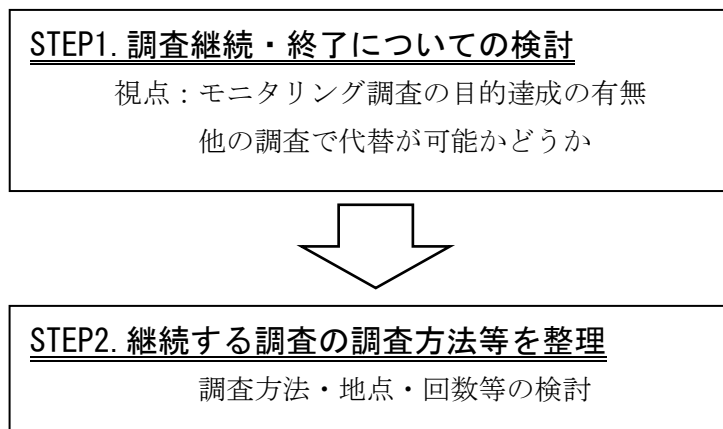 STEP1. 調査継続・終了についての検討
視点：モニタリング調査の目的達成の有無
他の調査で代替が可能かどうか
STEP2. 継続する調査の調査方法等を整理
調査方法・地点・回数等の検討